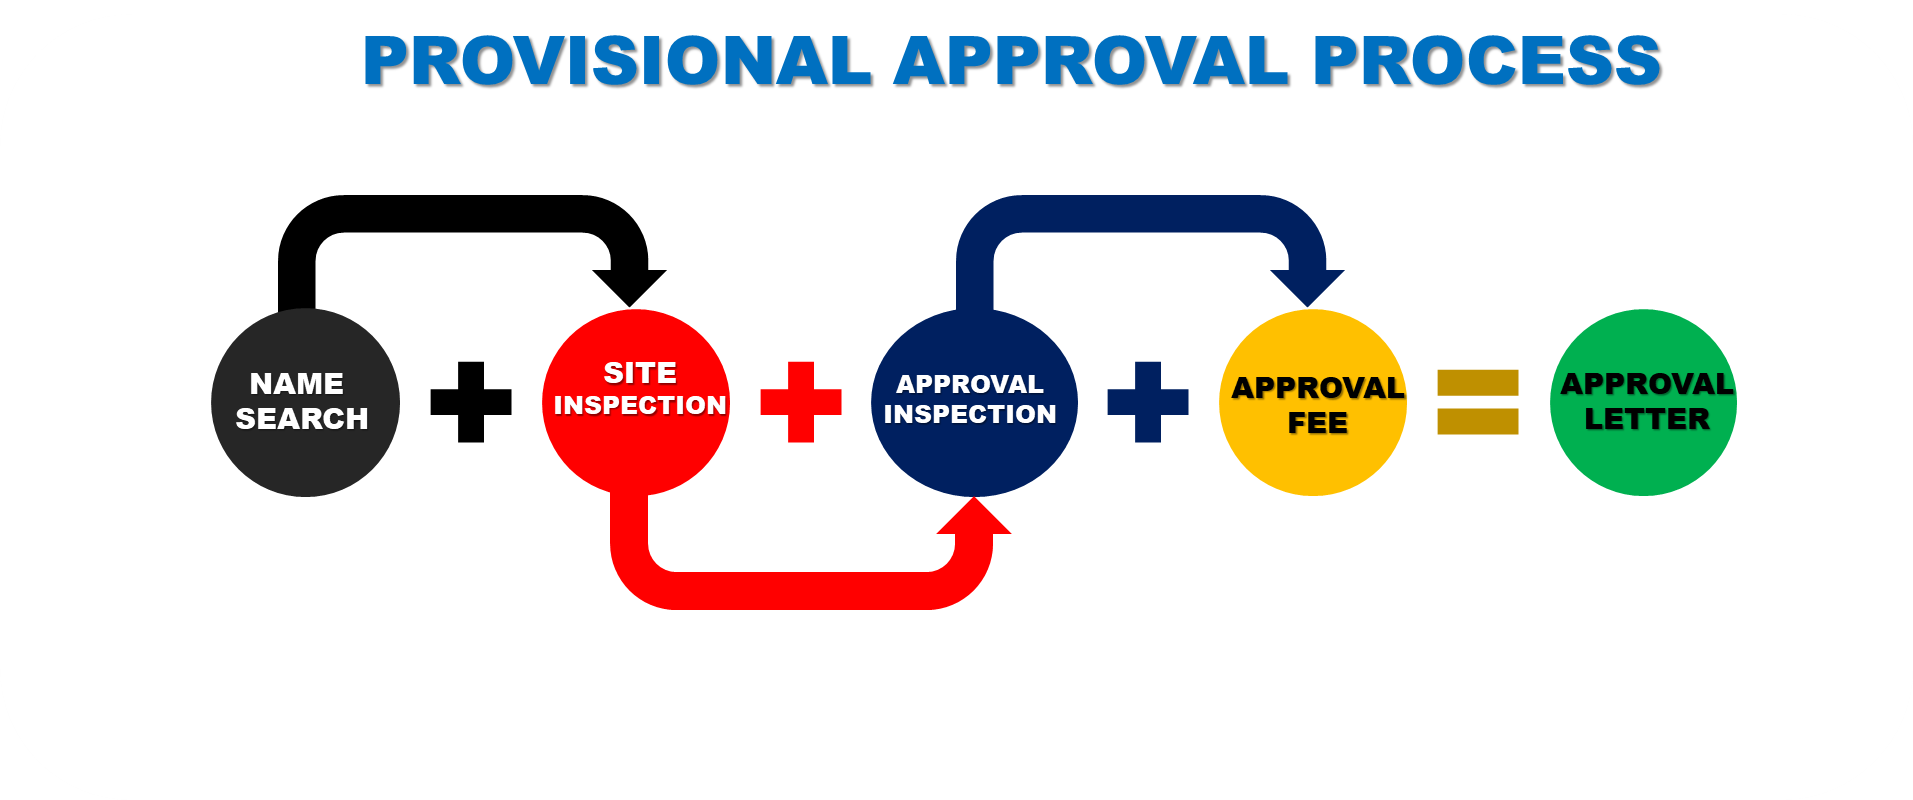 PROVISIONAL APPROVAL PROCESS
NAME
SEARCH
SITE
INSPECTION
APPROVAL
INSPECTION
APPROVAL
FEE
APPROVAL
LETTER